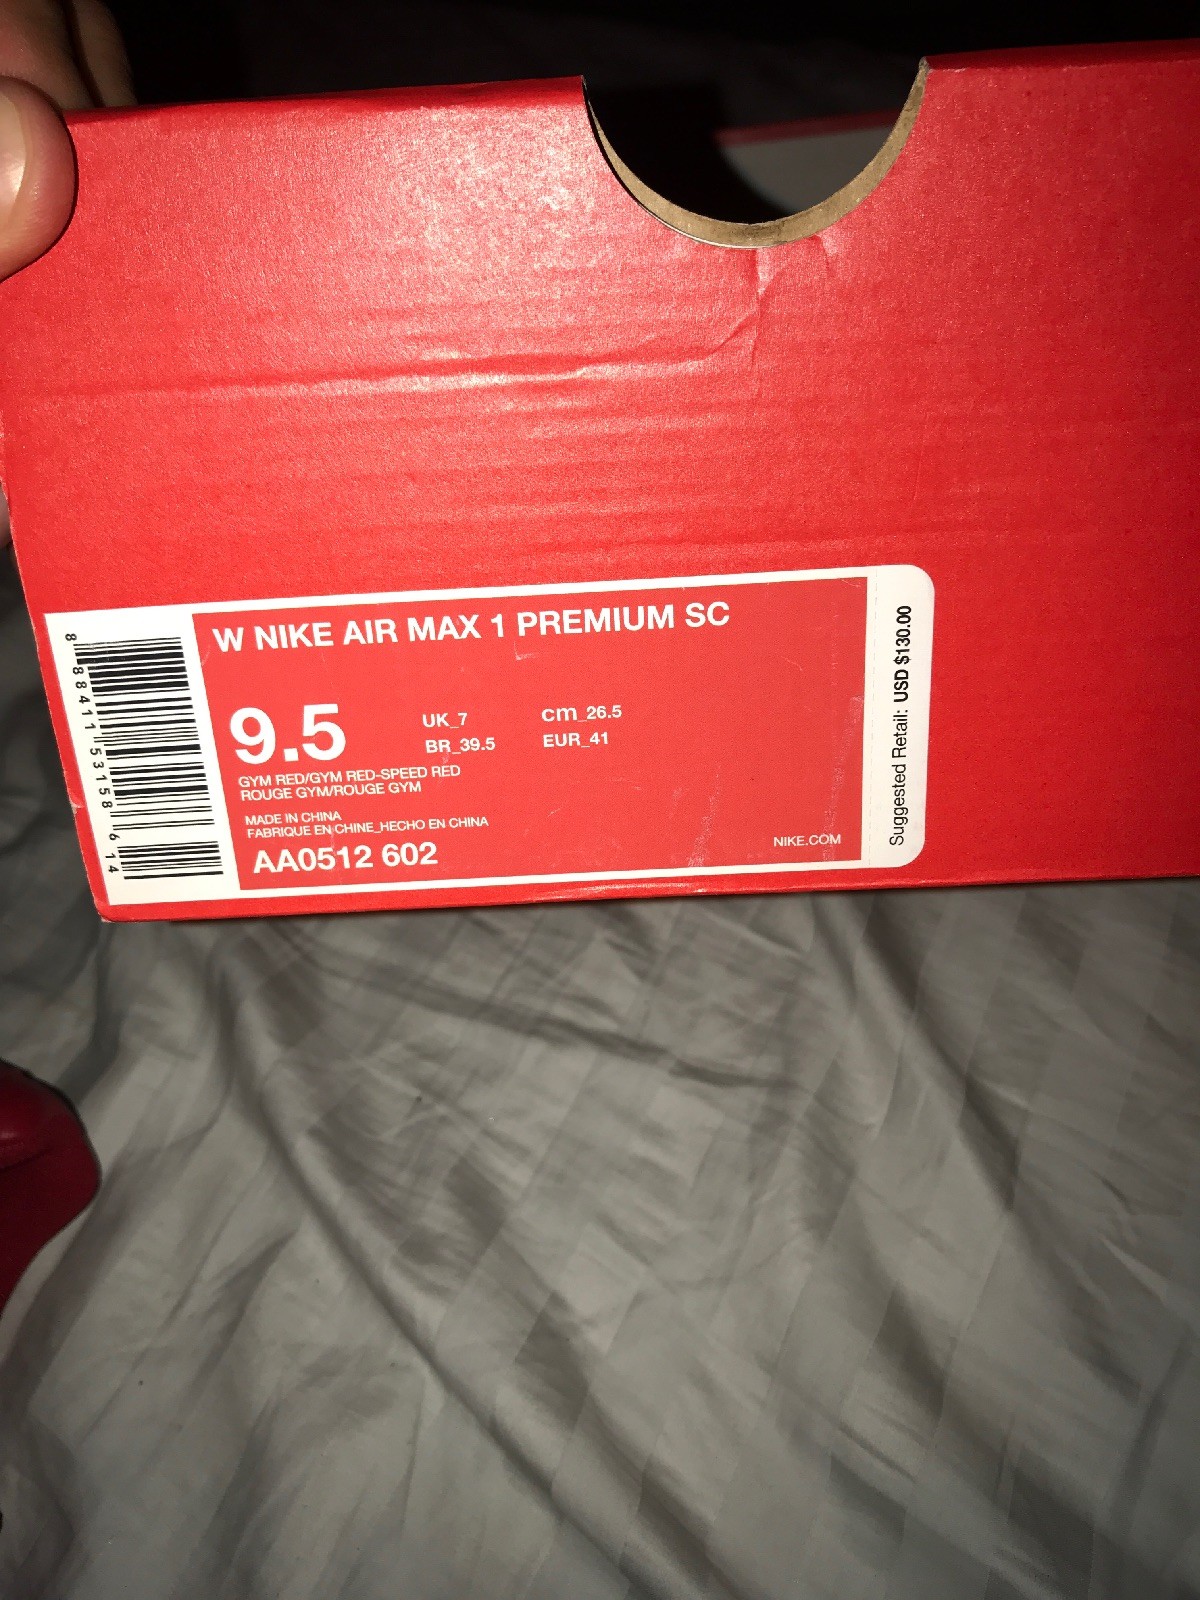 W NIKE AIR MAX 1 PREMIUM SC
9.5
UK_7
cm_26.5
BR_39.5
EUR_41
GYM RED/GYM RED-SPEED RED
ROUGE GYM/ROUGE GYM
MADE IN CHINA
FABRIQUE EN CHINE_HECHO EN CHINA
AA0512 602
NIKE.COM
8 88411 53158 614
Suggested Retail: USD $130.00